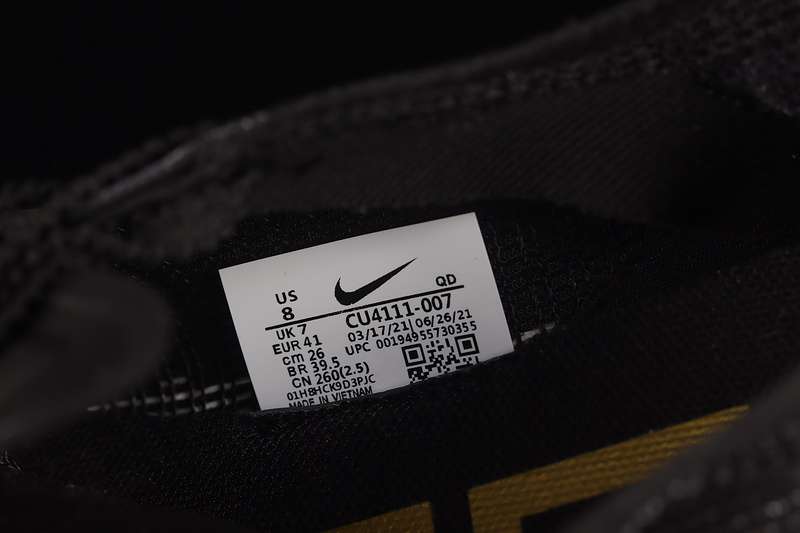 US QD
8
UK 7 CU4111-007
EUR 41 03/17/21 06/26/21
cm 26 UPC 00194955730355
BR 39.5
CN 260(2.5)
01H8HCK9D3PJC
MADE IN VIETNAM